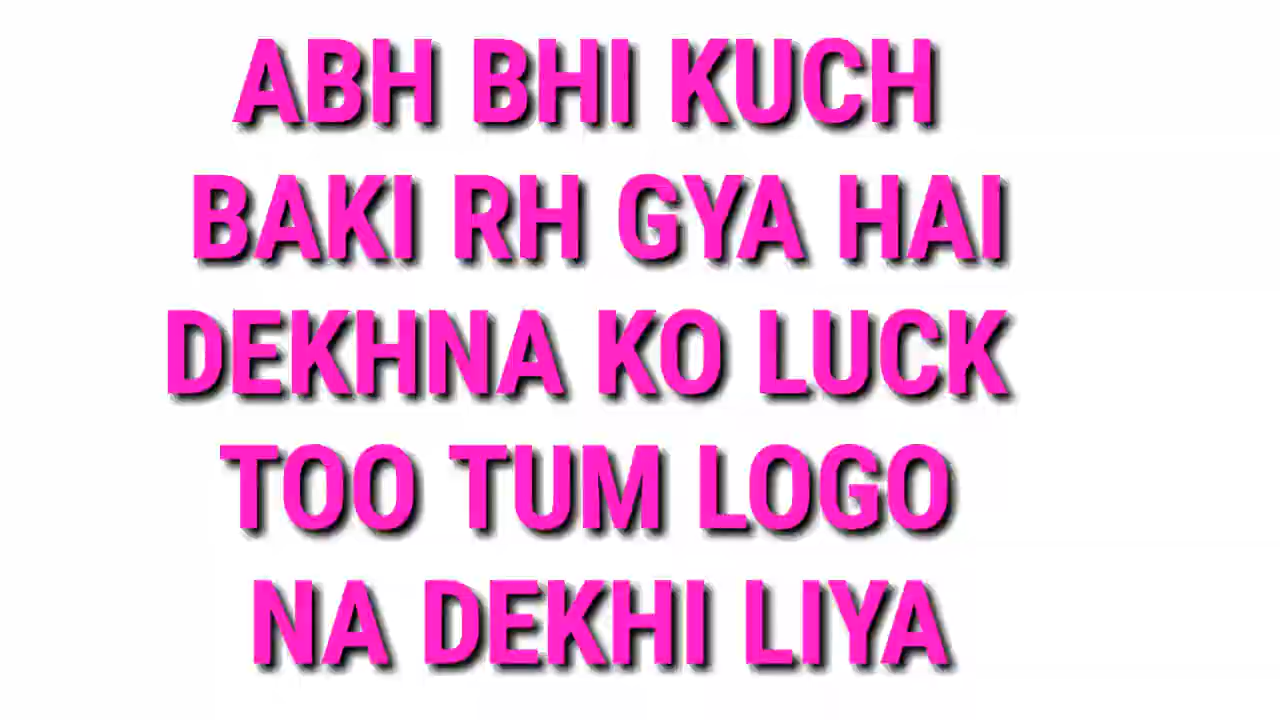 ABH BHI KUCH
BAKI RH GYA HAI
DEKHNA KO LUCK
TOO TUM LOGO
NA DEKHI LIYA